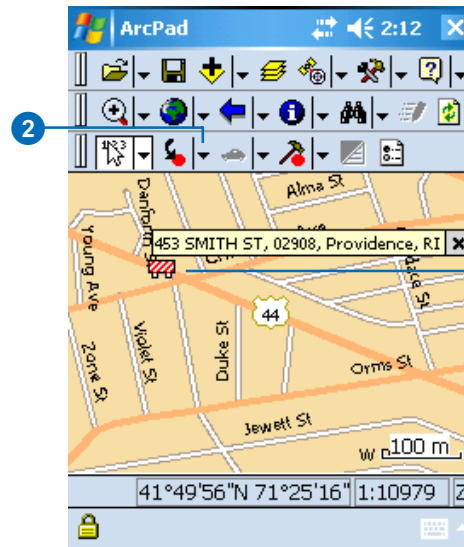 ArcPad 2:12
2
123
Alma St
Danforth St
453 SMITH ST, 02908, Providence, RI
Young Ave
44
Duke St
Violet St
Zone St
Orms St
Jewett St
W 100 m
41°49'56"N 71°25'16" 1:10979